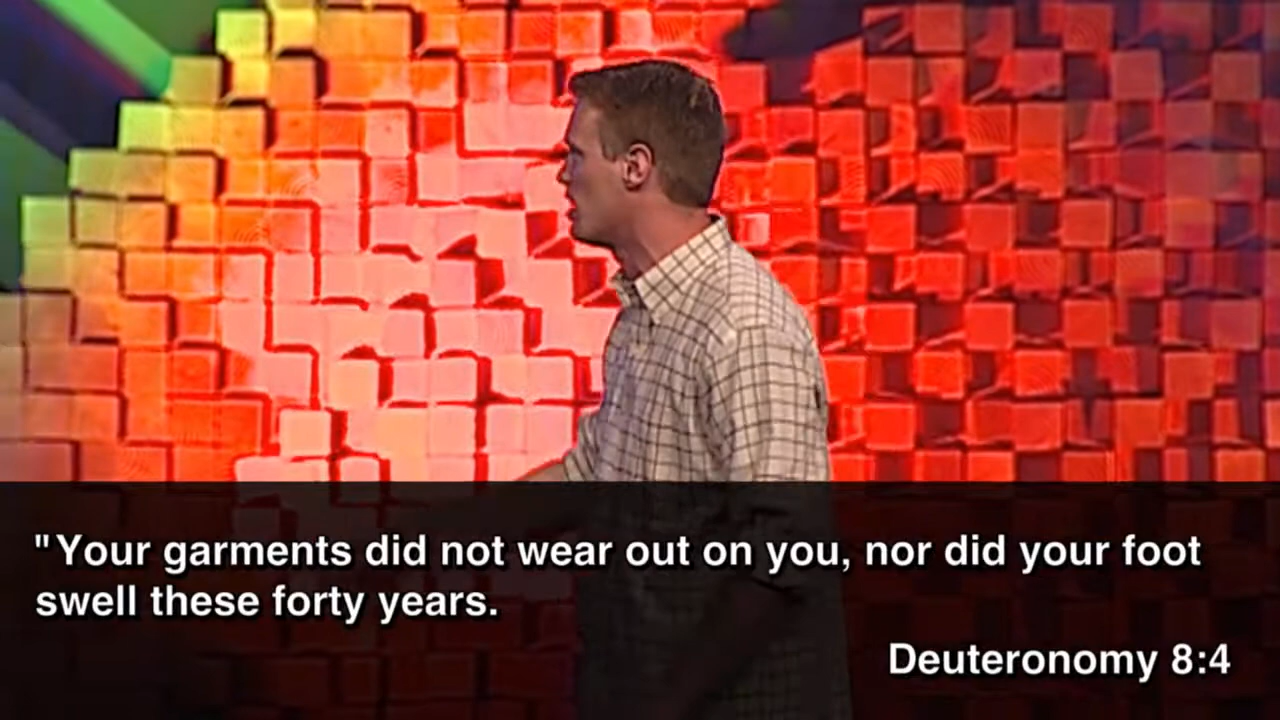 "Your garments did not wear out on you, nor did your foot
swell these forty years.
Deuteronomy 8:4